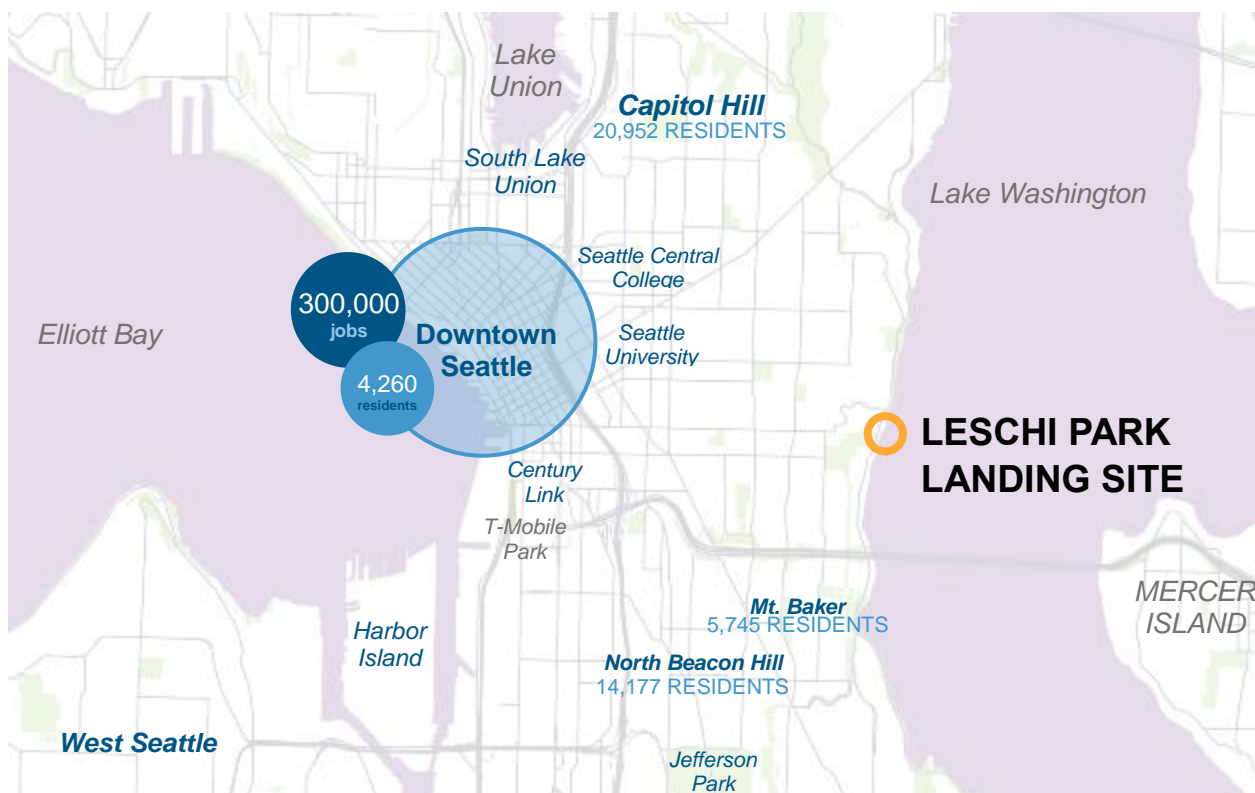 Lake
Union
Capitol Hill
20,952 RESIDENTS
South Lake
Union
Lake Washington
Seattle Central
College
300,000
jobs
Elliott Bay
Downtown
Seattle
Seattle
University
4,260
residents
LESCHI PARK
LANDING SITE
Century
Link
T-Mobile
Park
MERCER
ISLAND
Mt. Baker
5,745 RESIDENTS
Harbor
Island
North Beacon Hill
14,177 RESIDENTS
West Seattle
Jefferson
Park